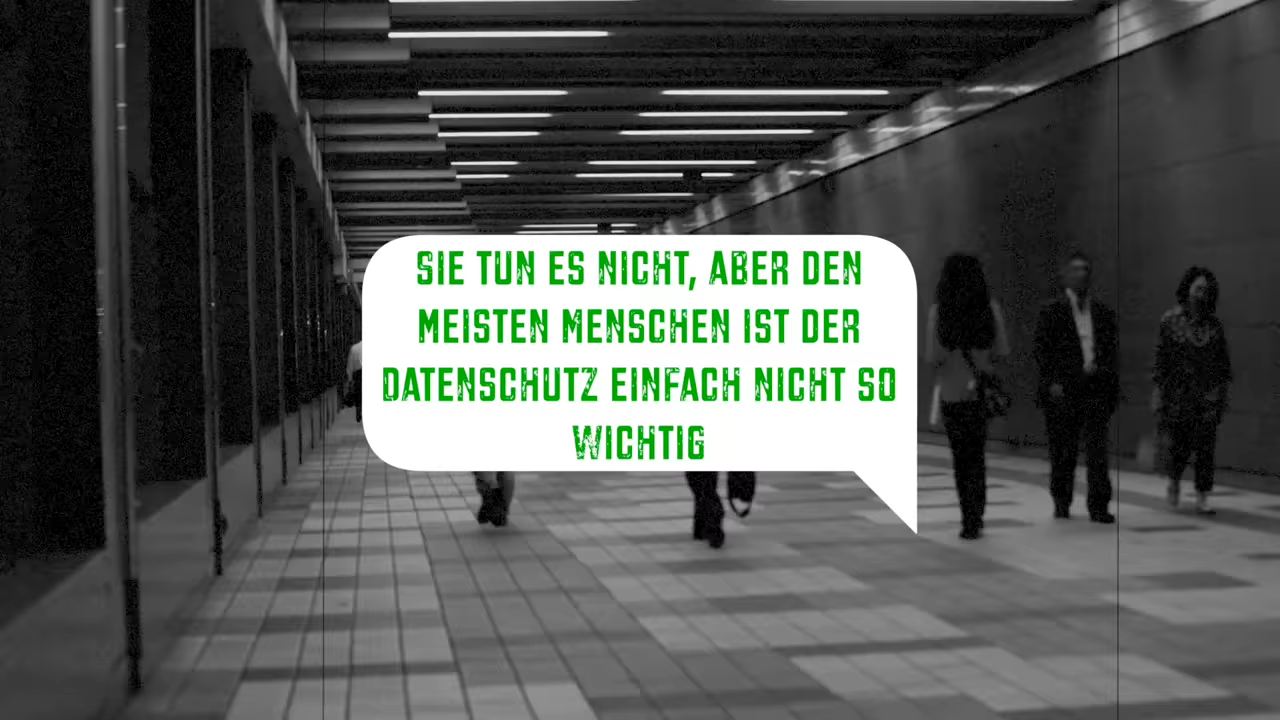 SIE TUN ES NICHT, ABER DEN
MEISTEN MENSCHEN IST DER
DATENSCHUTZ EINFACH NICHT SO
WICHTIG